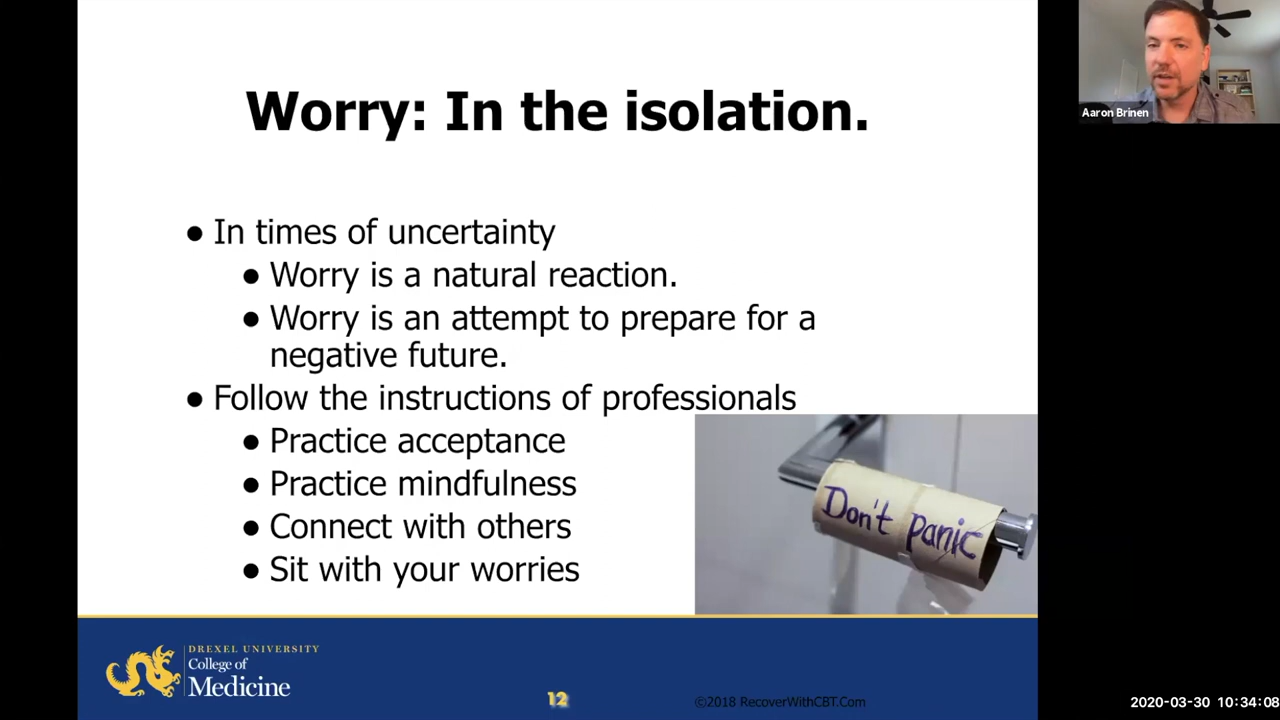 Worry: In the isolation.
● In times of uncertainty
● Worry is a natural reaction.
● Worry is an attempt to prepare for a
negative future.
● Follow the instructions of professionals
● Practice acceptance
● Practice mindfulness
● Connect with others
● Sit with your worries
Don't panic
DREXEL UNIVERSITY
College of
Medicine
12
©2018 RecoverWithCBT.Com
Aaron Brinen
2020-03-30 10:34:08